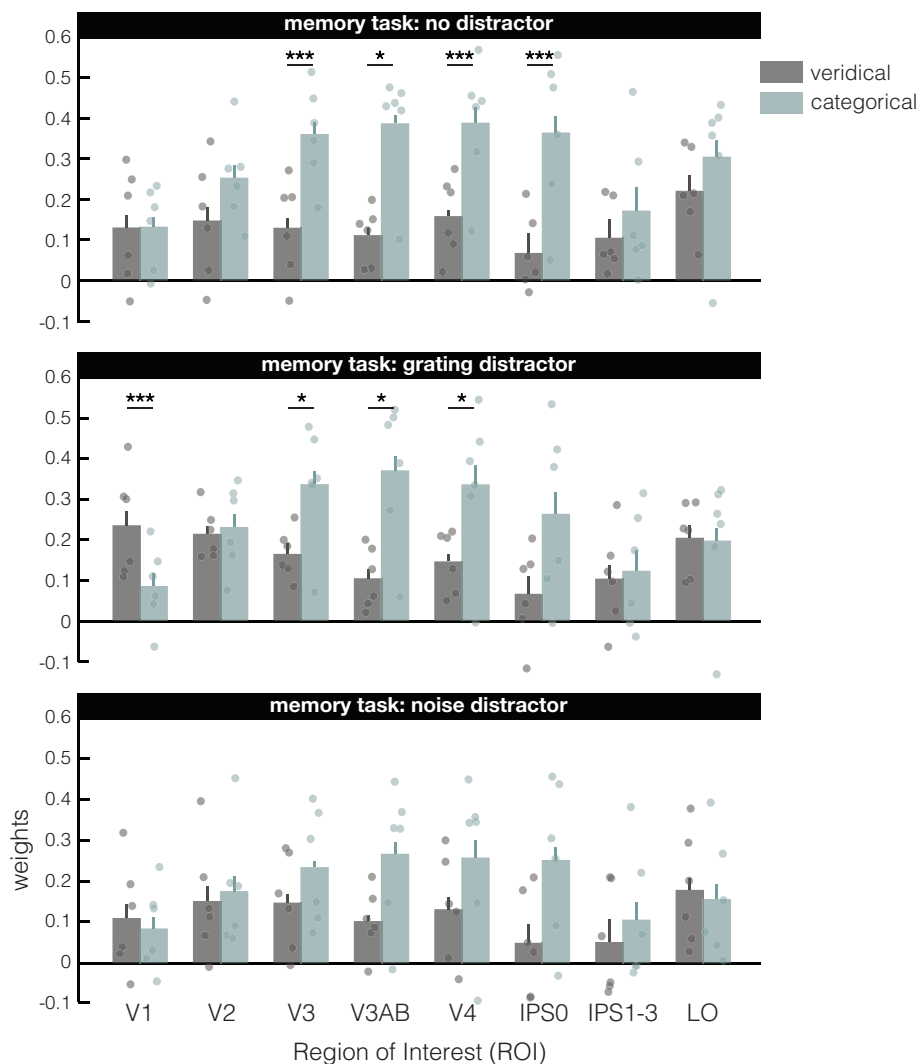 memory task: no distractor
0.6
0.5
0.4
0.3
0.2
0.1
0
-0.1
*** * *** ***
veridical
categorical
memory task: grating distractor
0.6
0.5
0.4
0.3
0.2
0.1
0
-0.1
*** * * *
memory task: noise distractor
0.6
0.5
0.4
0.3
0.2
0.1
0
-0.1
weights
V1 V2 V3 V3AB V4 IPS0 IPS1-3 LO
Region of Interest (ROI)